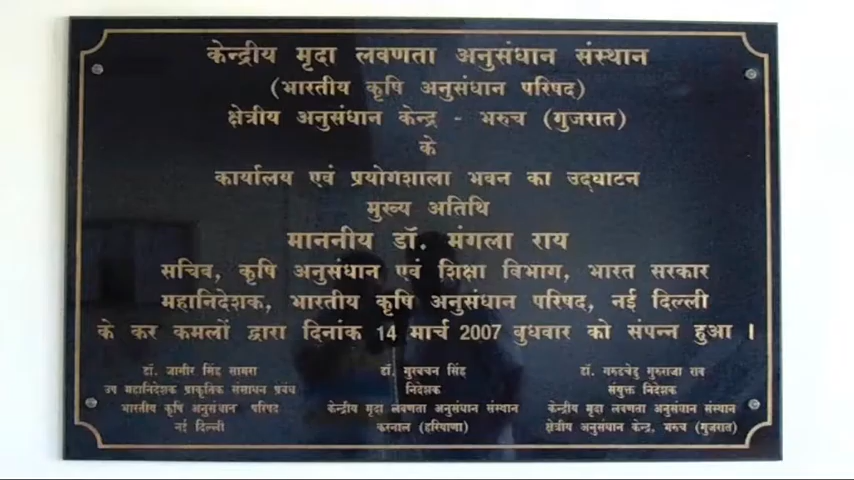 केन्द्रीय मृदा लवणता अनुसंधान संस्थान
(भारतीय कृषि अनुसंधान परिषद)
क्षेत्रीय अनुसंधान केन्द्र - भरुच (गुजरात)
के
कार्यालय एवं प्रयोगशाला भवन का उद्घाटन
मुख्य अतिथि
माननीय डॉ. मंगला राय
सचिव, कृषि अनुसंधान एवं शिक्षा विभाग, भारत सरकार
महानिदेशक, भारतीय कृषि अनुसंधान परिषद, नई दिल्ली
के कर कमलों द्वारा दिनांक 14 मार्च 2007 बुधवार को संपन्न हुआ ।
डॉ. जागीर सिंह सामरा
उप महानिदेशक प्राकृतिक संसाधन प्रबंध
भारतीय कृषि अनुसंधान परिषद
नई दिल्ली
डॉ. गुरबचन सिंह
निदेशक
केन्द्रीय मृदा लवणता अनुसंधान संस्थान
करनाल (हरियाणा)
डॉ. गुरुराजा राव
संयुक्त निदेशक
केन्द्रीय मृदा लवणता अनुसंधान संस्थान
क्षेत्रीय अनुसंधान केन्द्र, भरुच (गुजरात)